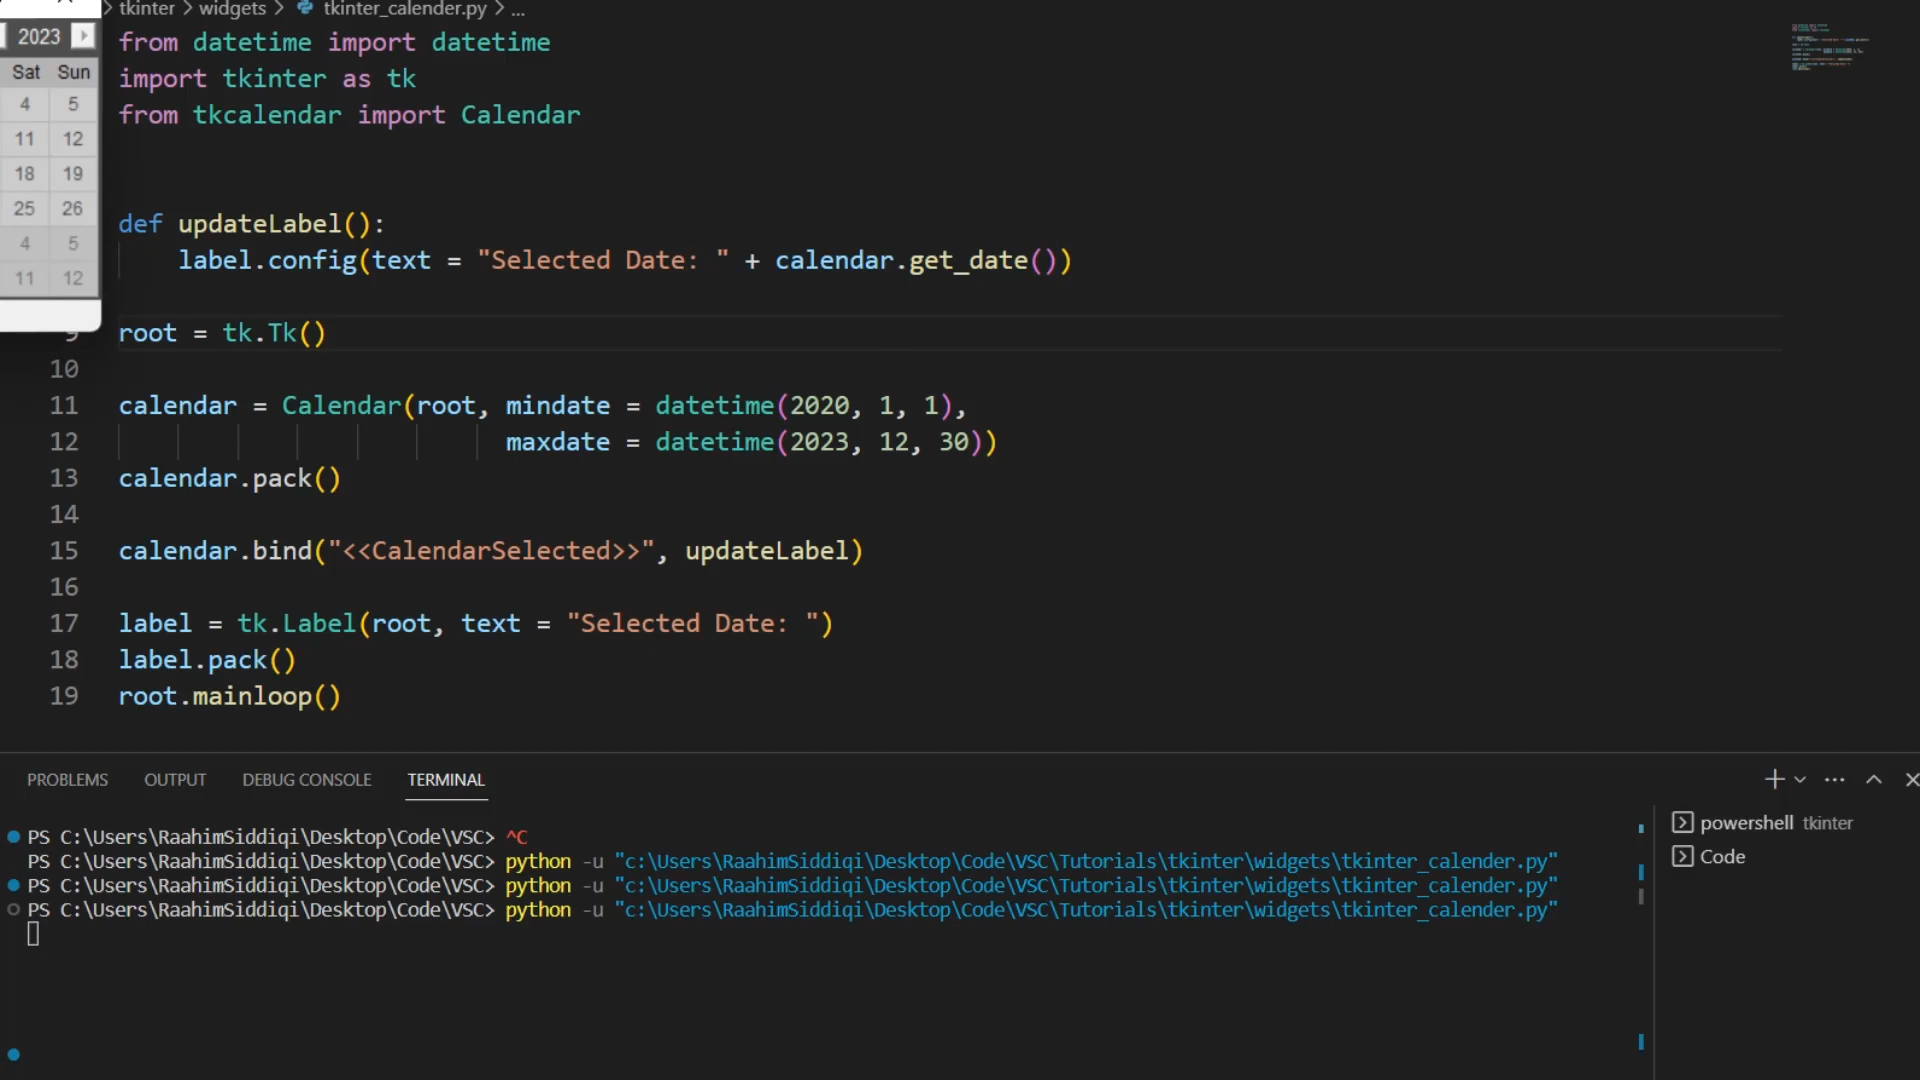 tkinter > widgets > tkinter_calender.py > ...
2023
Sat Sun
4 5
11 12
18 19
25 26
4 5
11 12
from datetime import datetime
import tkinter as tk
from tkcalendar import Calendar
def updateLabel():
label.config(text = "Selected Date: " + calendar.get_date())
9 root = tk.Tk()
10
11 calendar = Calendar(root, mindate = datetime(2020, 1, 1),
12 maxdate = datetime(2023, 12, 30))
13 calendar.pack()
14
15 calendar.bind("<<CalendarSelected>>", updateLabel)
16
17 label = tk.Label(root, text = "Selected Date: ")
18 label.pack()
19 root.mainloop()
PROBLEMS OUTPUT DEBUG CONSOLE TERMINAL
PS C:\Users\RaahimSiddiqi\Desktop\Code\VSC> ^C
PS C:\Users\RaahimSiddiqi\Desktop\Code\VSC> python -u "c:\Users\RaahimSiddiqi\Desktop\Code\VSC\Tutorials\tkinter\widgets\tkinter_calender.py"
PS C:\Users\RaahimSiddiqi\Desktop\Code\VSC> python -u "c:\Users\RaahimSiddiqi\Desktop\Code\VSC\Tutorials\tkinter\widgets\tkinter_calender.py"
PS C:\Users\RaahimSiddiqi\Desktop\Code\VSC> python -u "c:\Users\RaahimSiddiqi\Desktop\Code\VSC\Tutorials\tkinter\widgets\tkinter_calender.py"
powershell tkinter
Code